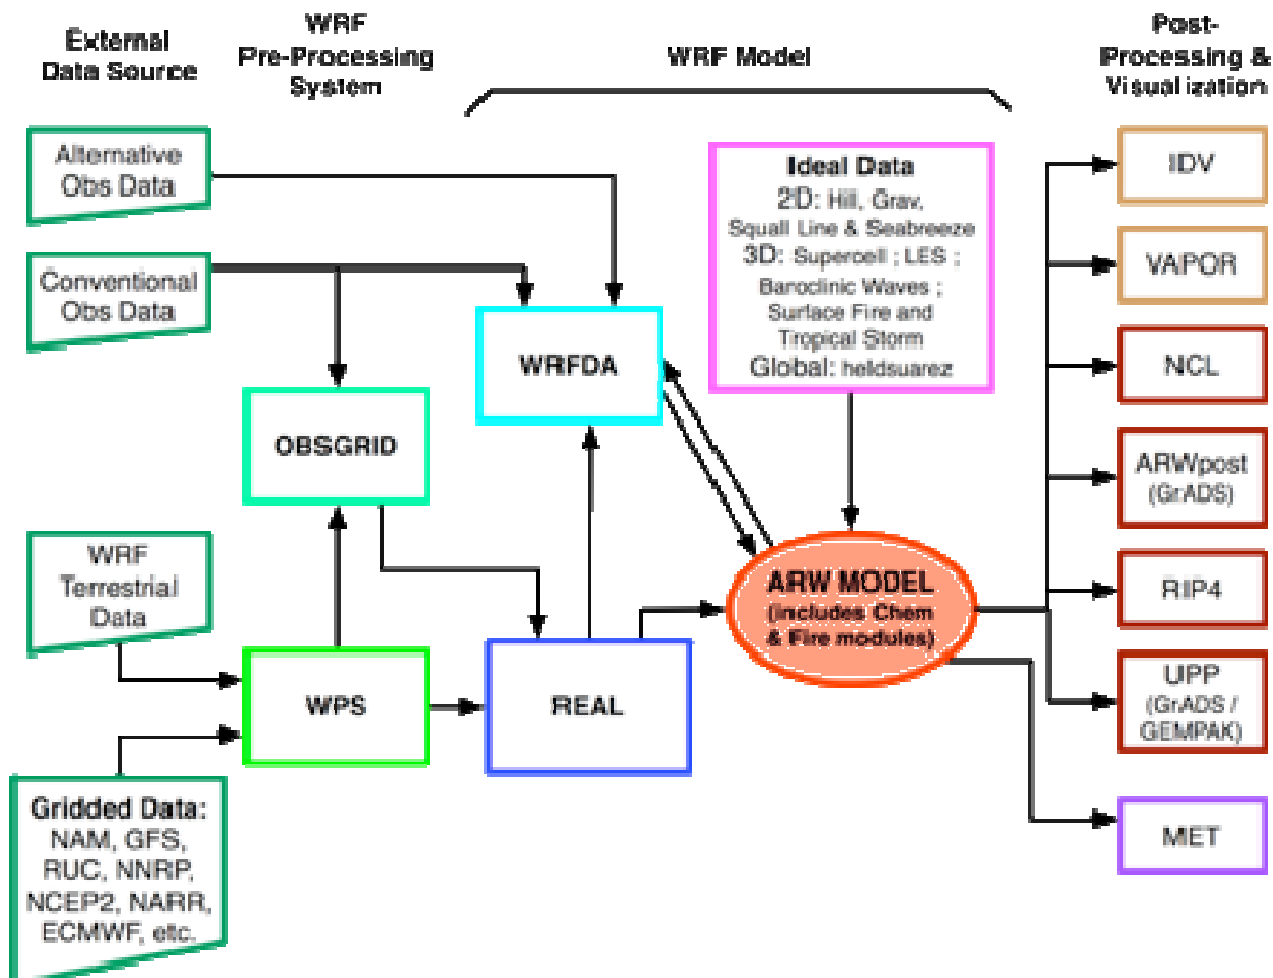 External
Data Source
WRF
Pre-Processing
System
WRF Model
Post-
Processing &
Visualization
Alternative
Obs Data
Conventional
Obs Data
WRF
Terrestrial
Data
Gridded Data:
NAM, GFS,
RUC, NNRP,
NCEP2, NARR,
ECMWF, etc.
OBSGRID
WPS
WRFDA
REAL
Ideal Data
2D: Hill, Grav,
Squall Line & Seabreeze
3D: Supercell ; LES ;
Baroclinic Waves ;
Surface Fire and
Tropical Storm
Global: heldsuarez
ARW MODEL
(includes Chem
& Fire modules)
IDV
VAPOR
NCL
ARWpost
(GrADS)
RIP4
UPP
(GrADS /
GEMPAK)
MET